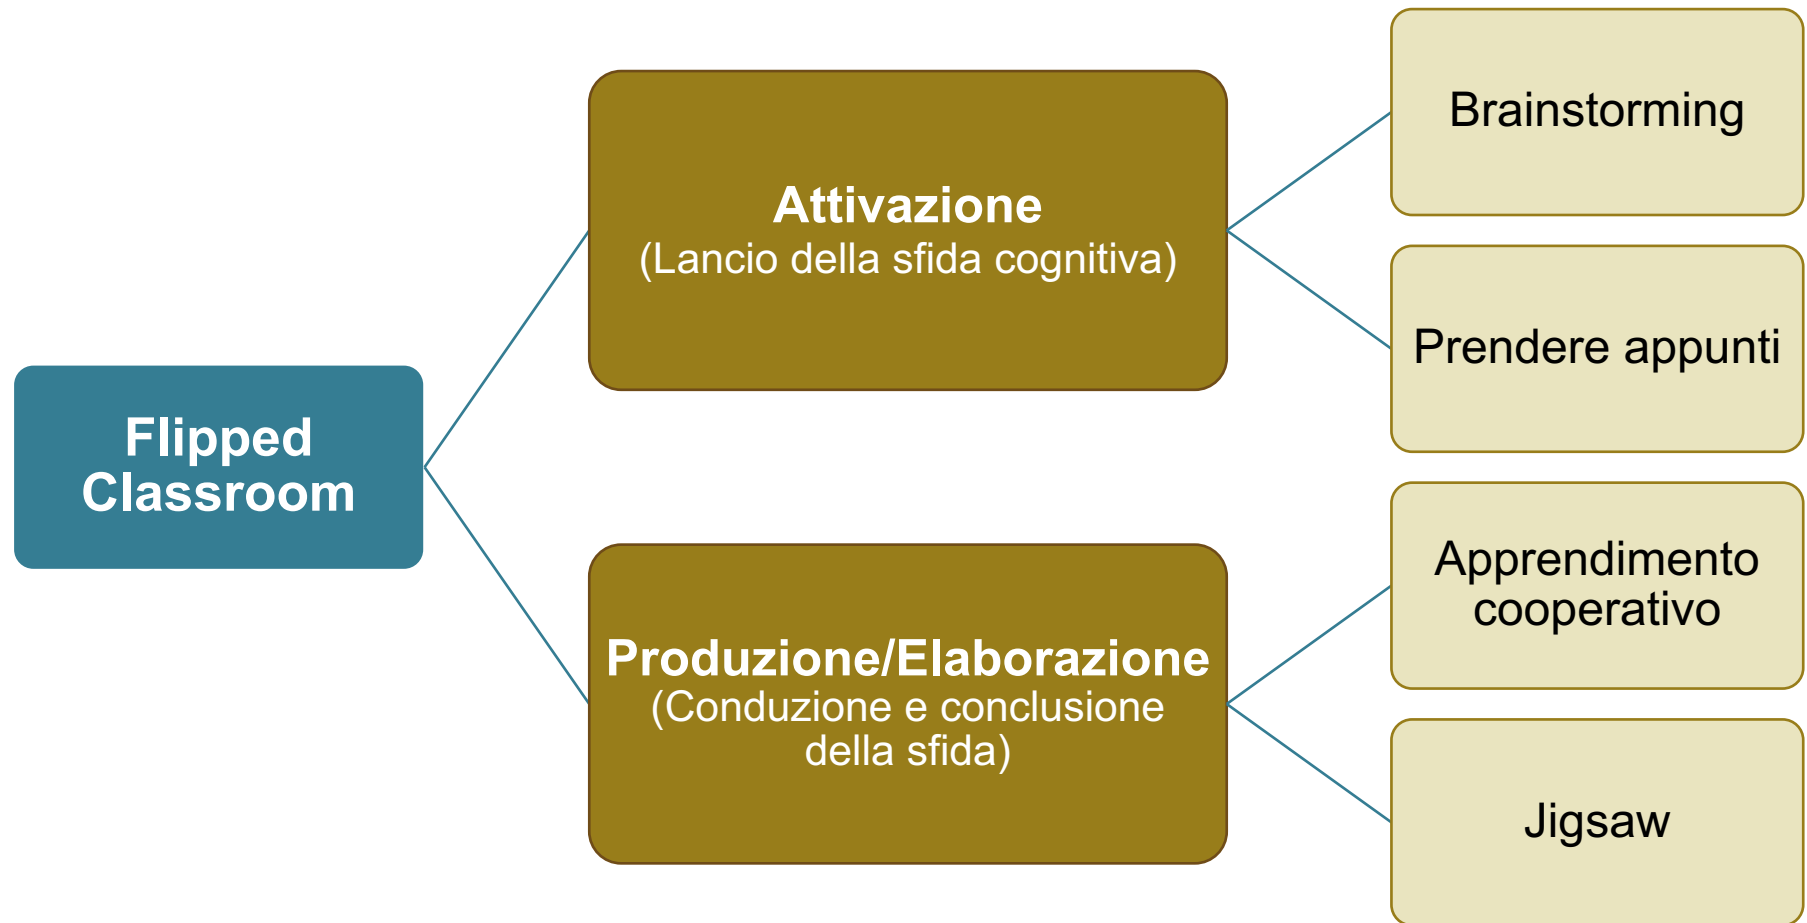 Flipped
Classroom
Attivazione
(Lancio della sfida cognitiva)
Brainstorming
Prendere appunti
Produzione/Elaborazione
(Conduzione e conclusione
della sfida)
Apprendimento
cooperativo
Jigsaw